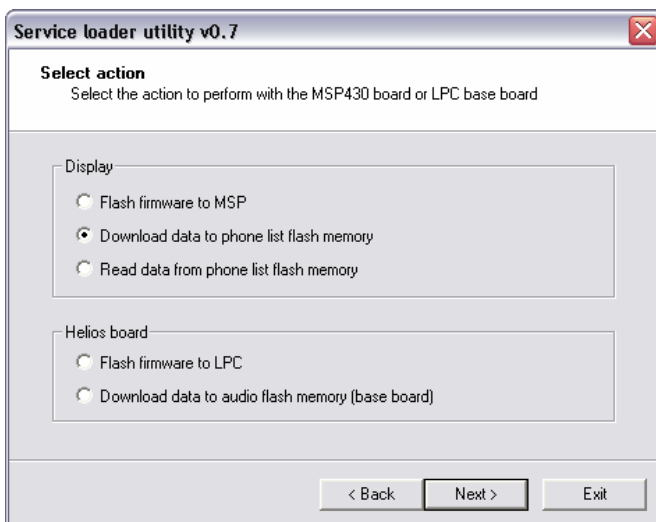 Service loader utility v0.7
Select action
Select the action to perform with the MSP430 board or LPC base board
Display
Flash firmware to MSP
Download data to phone list flash memory
Read data from phone list flash memory
Helios board
Flash firmware to LPC
Download data to audio flash memory (base board)
< Back Next > Exit